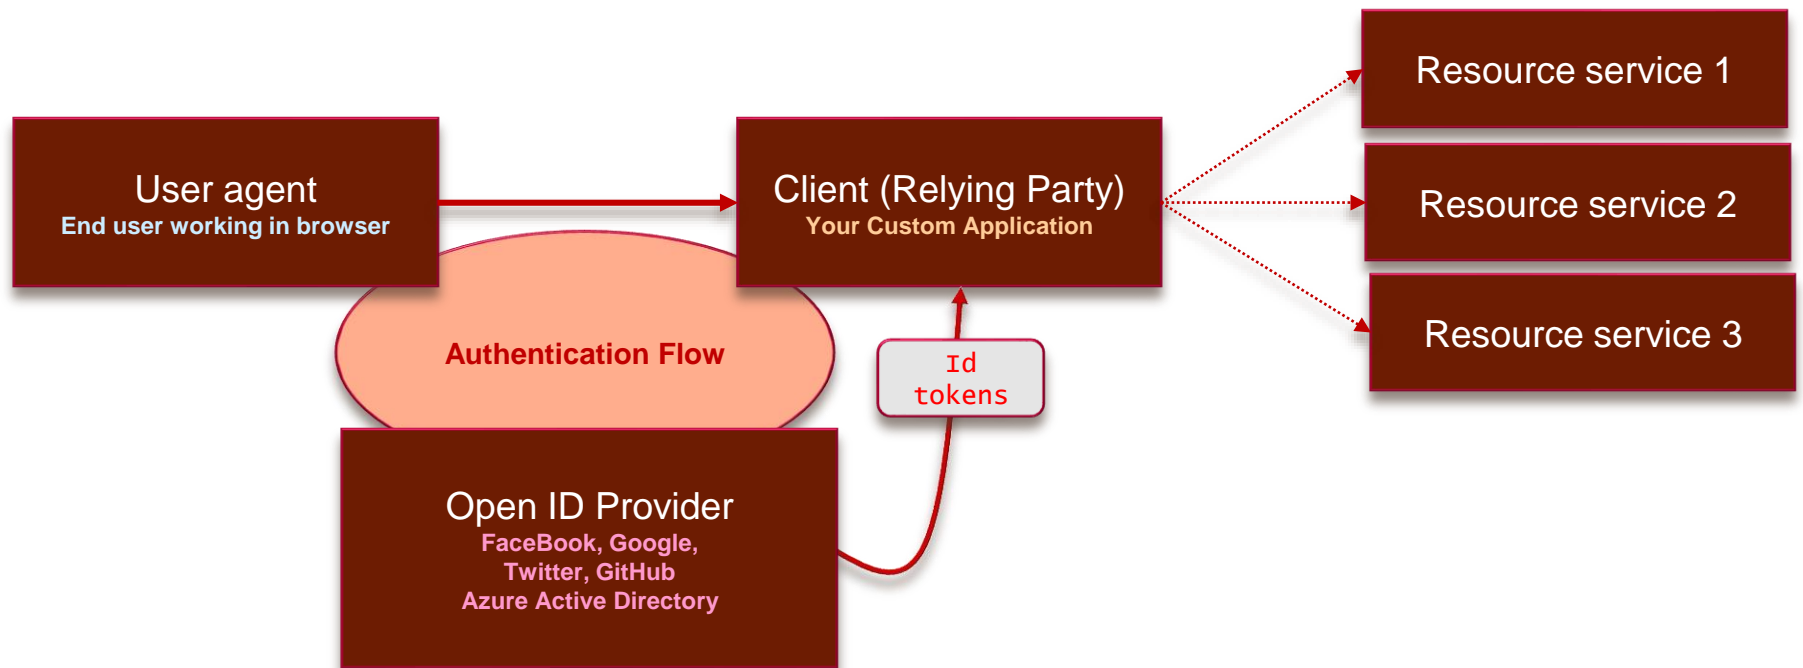 User agent
End user working in browser
Client (Relying Party)
Your Custom Application
Resource service 1
Resource service 2
Resource service 3
Authentication Flow
Id
tokens
Open ID Provider
FaceBook, Google,
Twitter, GitHub
Azure Active Directory